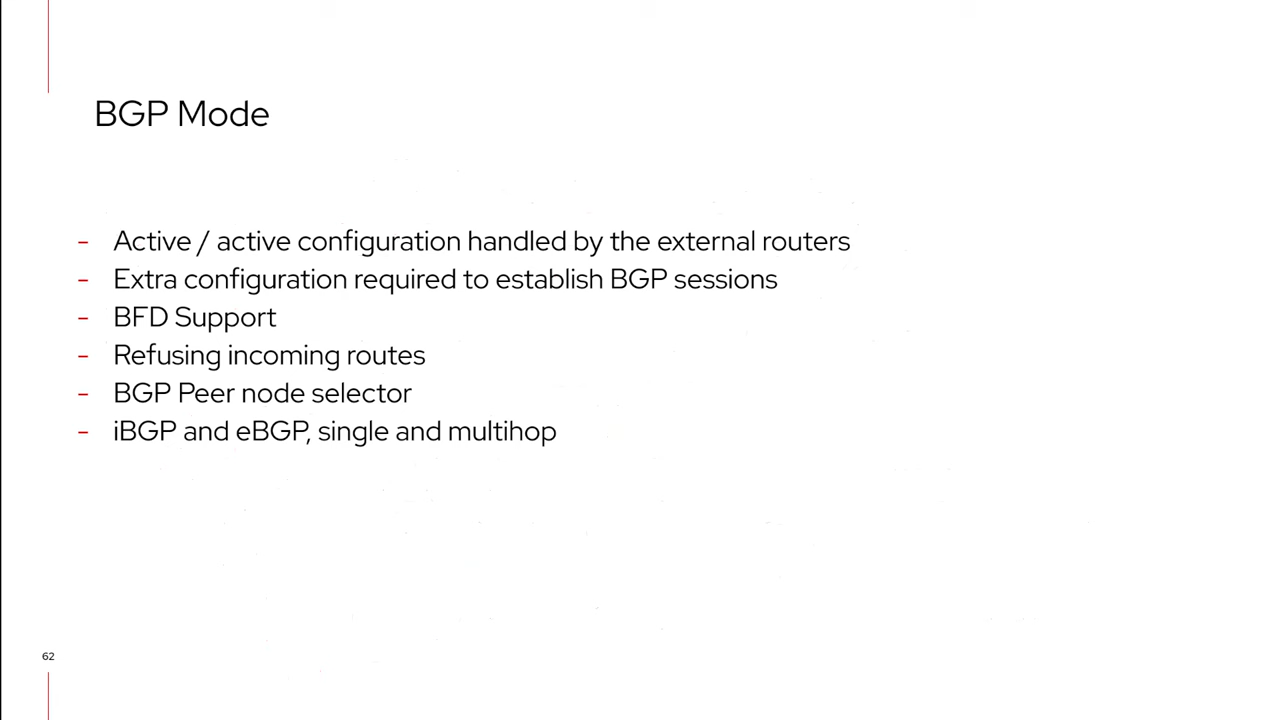 BGP Mode
- Active / active configuration handled by the external routers
- Extra configuration required to establish BGP sessions
- BFD Support
- Refusing incoming routes
- BGP Peer node selector
- iBGP and eBGP, single and multihop
62